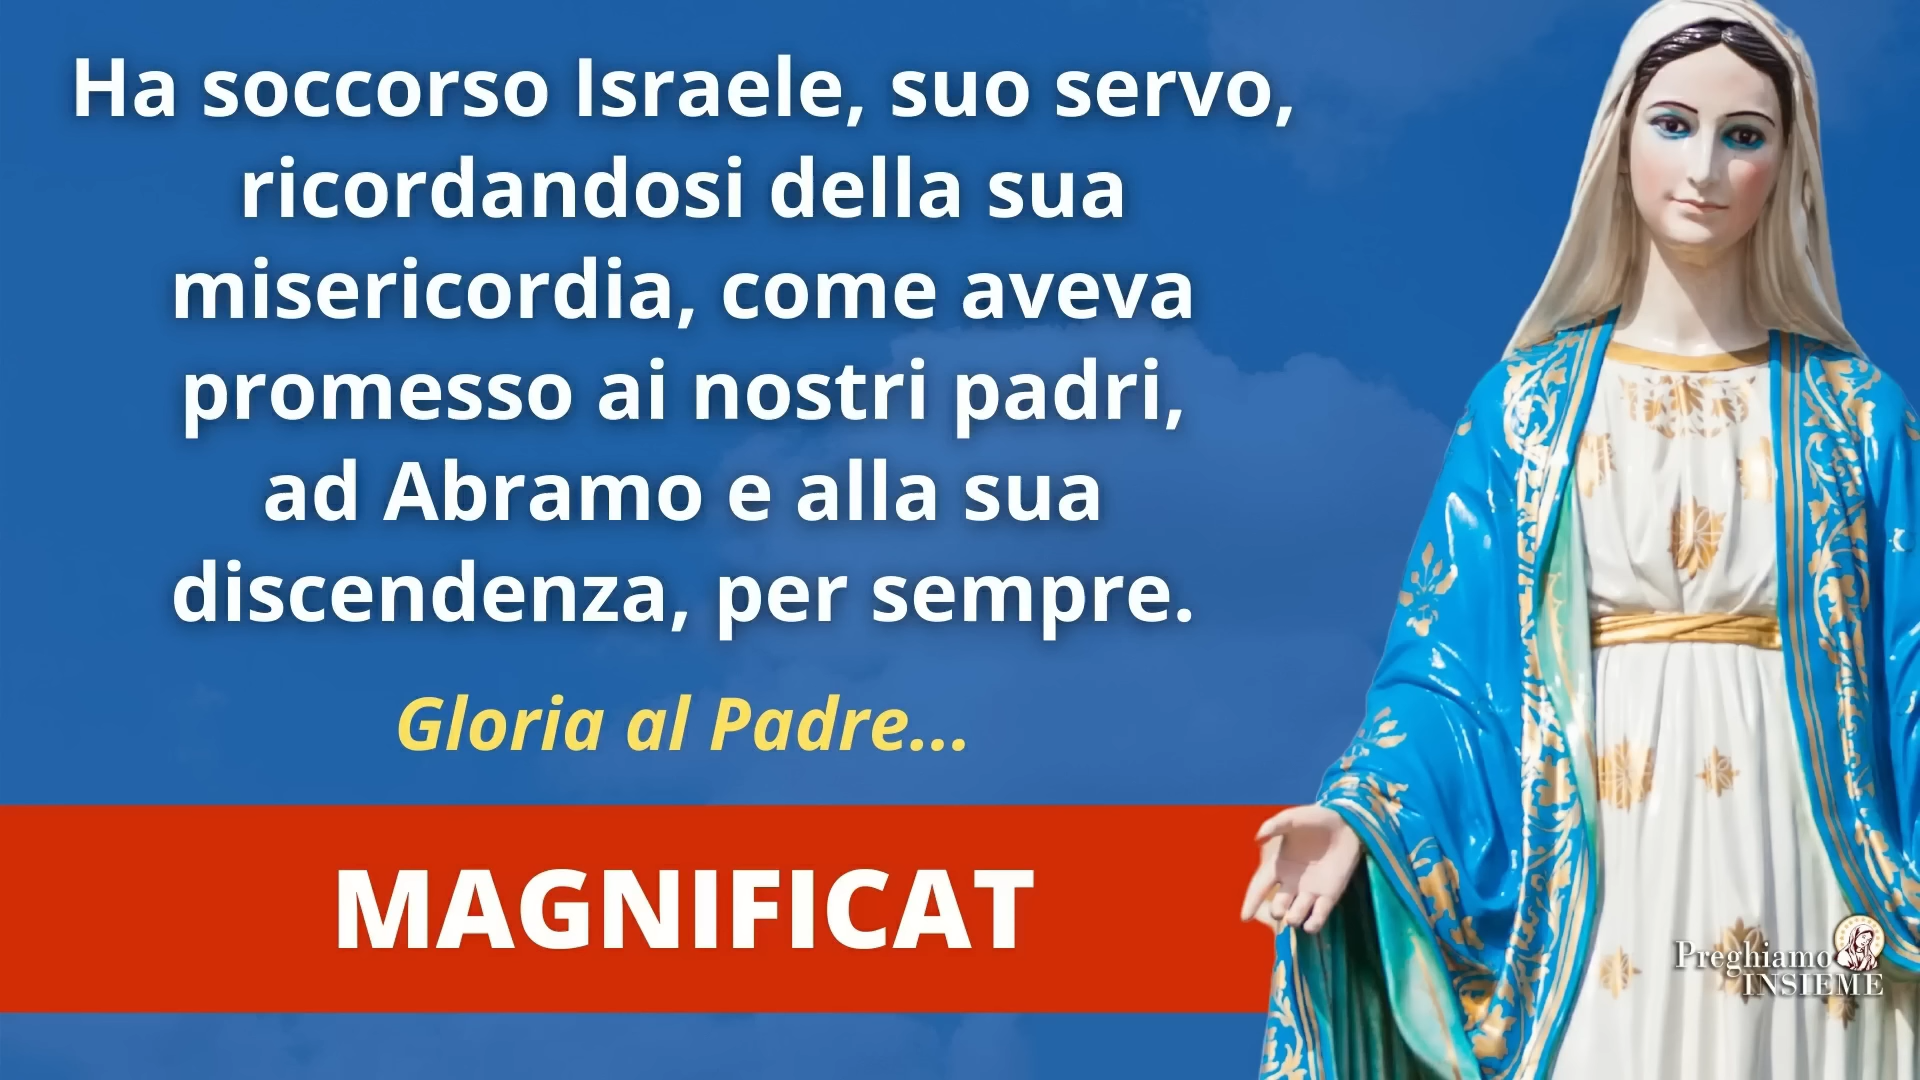 Ha soccorso Israele, suo servo,
ricordandosi della sua
misericordia, come aveva
promesso ai nostri padri,
ad Abramo e alla sua
discendenza, per sempre.
Gloria al Padre...
MAGNIFICAT
Preghiamo
INSIEME